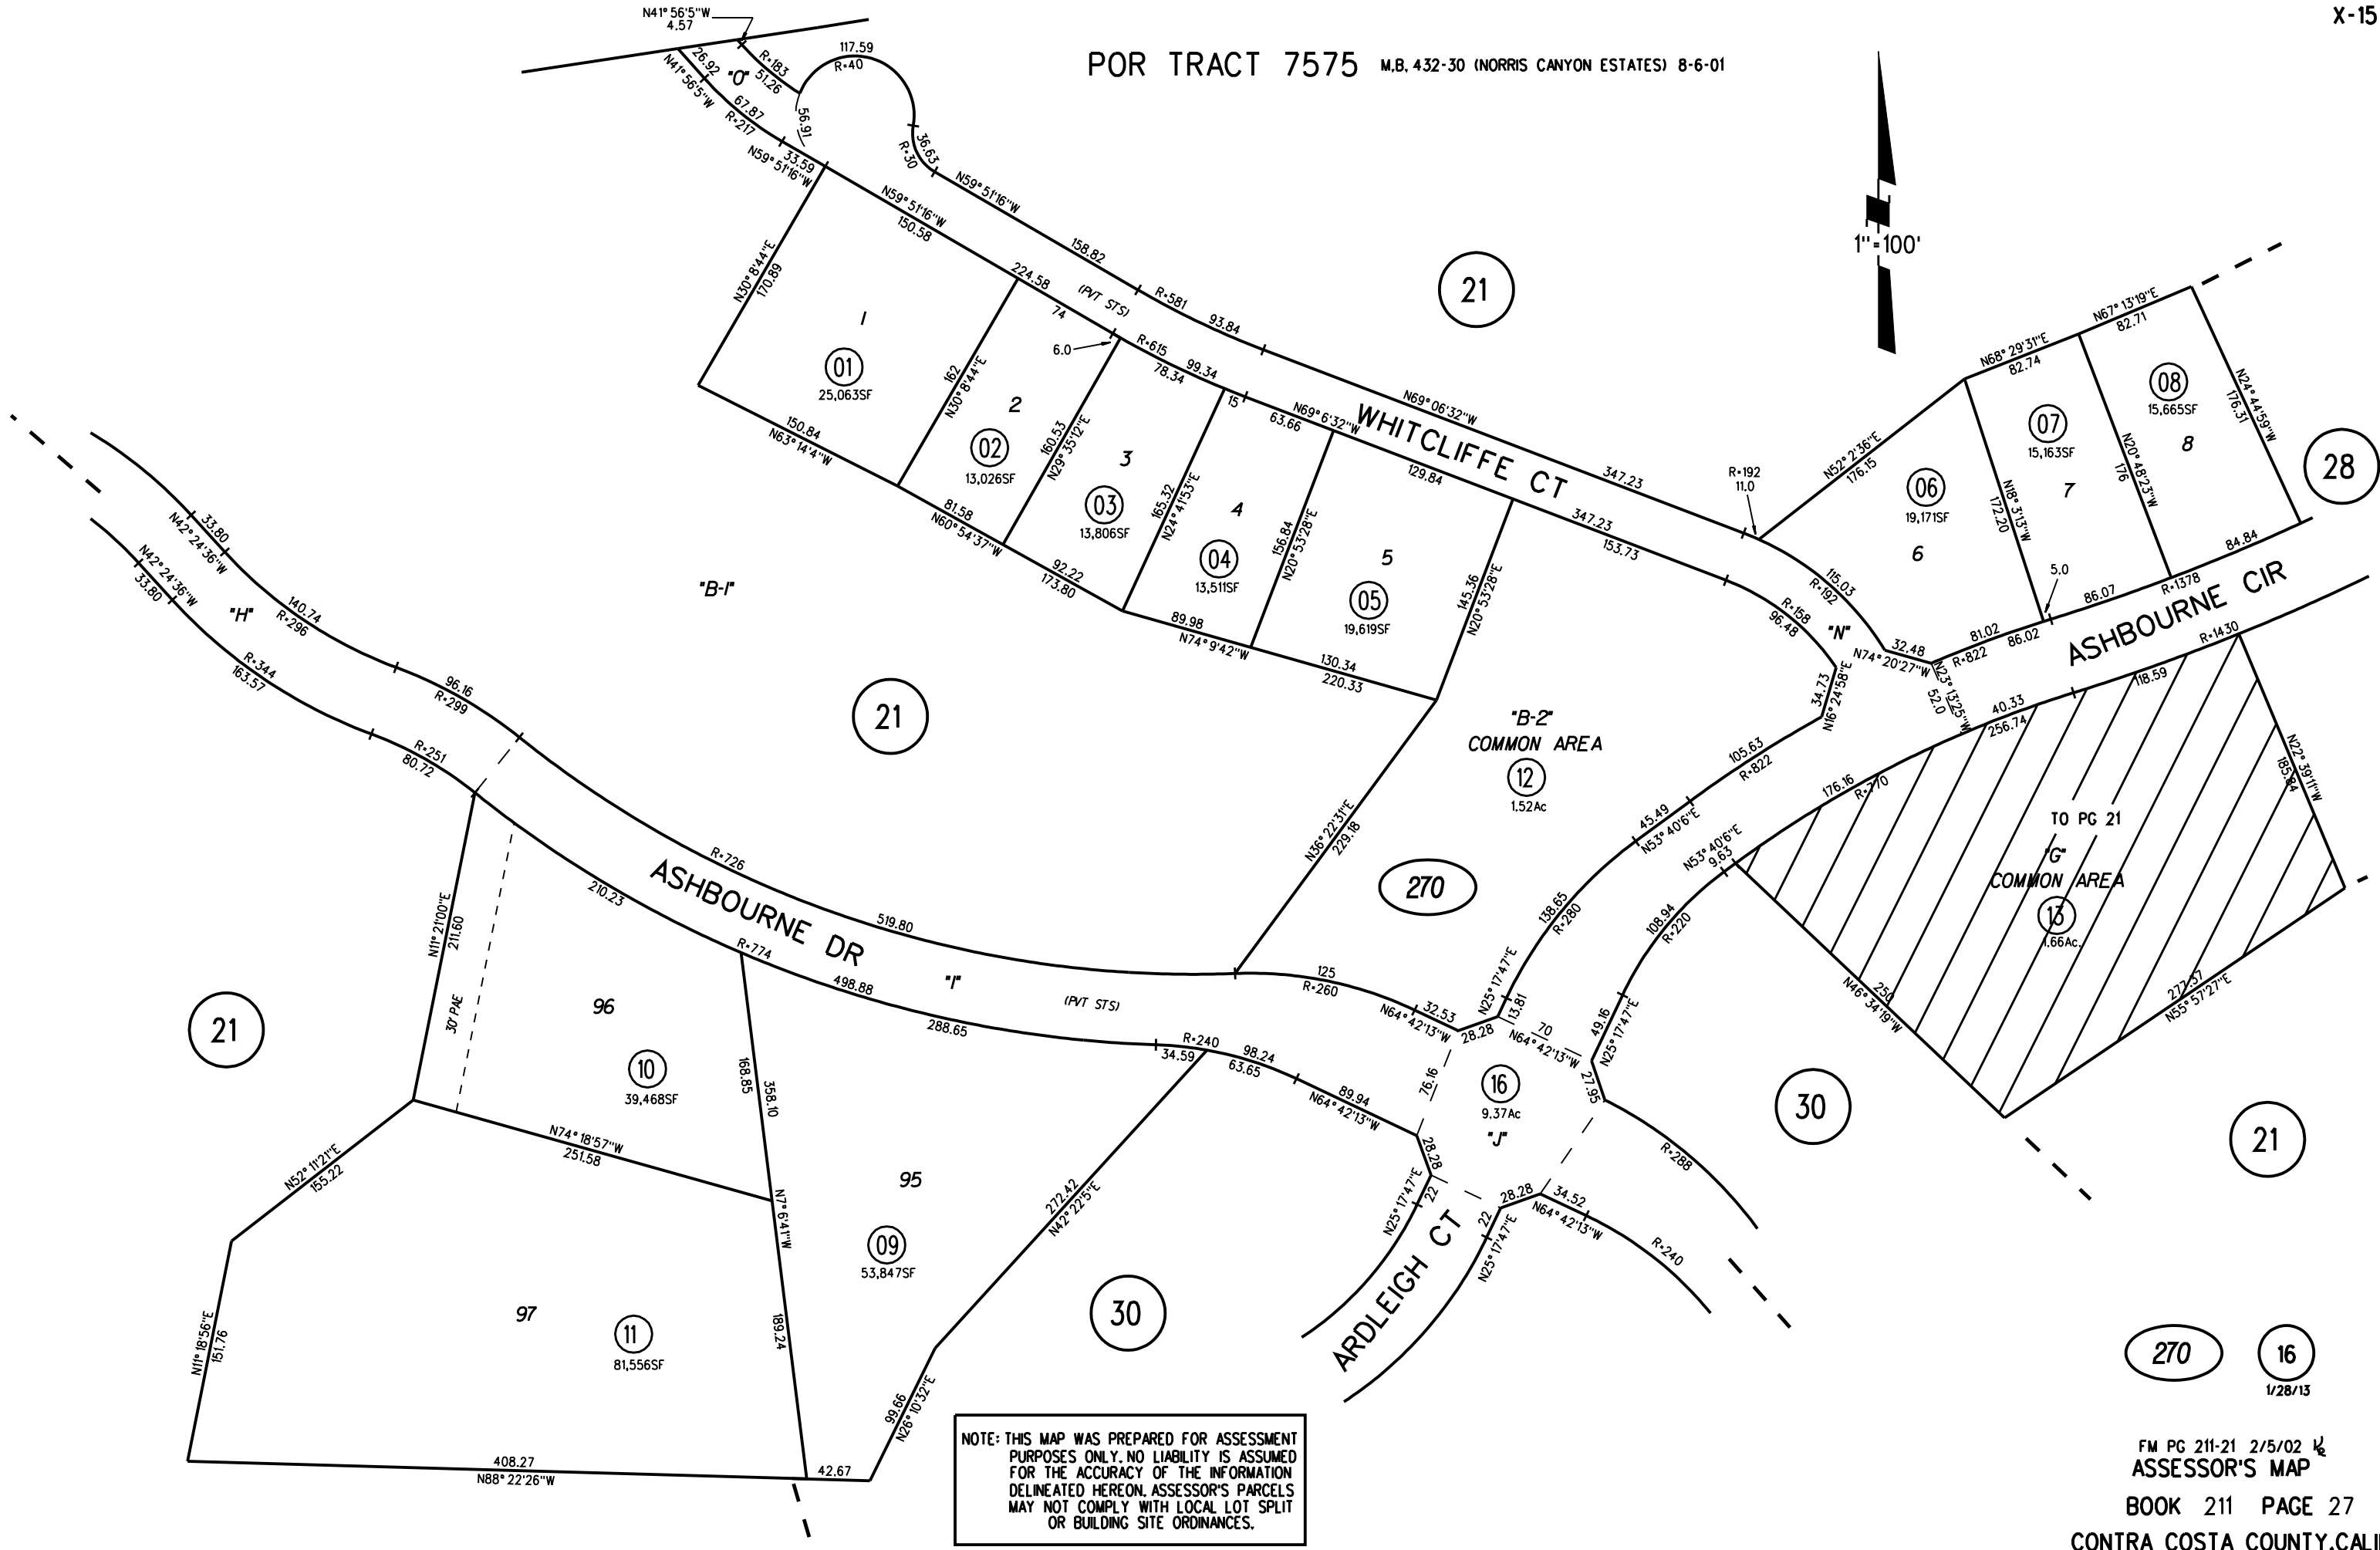 X-15
POR TRACT 7575 M.B. 432-30 (NORRIS CANYON ESTATES) 8-6-01
1"=100'
N41°56'5"W
4.57
26.92
N41°56'5"W
"O"
R=183
51.26
117.59
R=40
67.87
R=217
56.91
33.59
N59°51'16"W
36.63
R=30
N59°51'16"W
158.82
N59°51'16"W
150.58
224.58
74
(PVT STS)
R=581
93.84
21
N30°8'44"E
170.89
1
01
25,063SF
150.84
N63°14'4"W
162
N30°8'44"E
2
02
13,026SF
81.58
N60°54'37"W
6.0
R=615
99.34
78.34
160.53
N29°35'12"E
3
03
13,806SF
92.22
173.80
15
N69°6'32"W
63.66
165.32
N24°41'53"E
4
04
13,511SF
89.98
N74°9'42"W
156.84
N20°53'28"E
5
05
19,619SF
130.34
220.33
145.36
N20°53'28"E
129.84
WHITCLIFFE CT
N69°06'32"W
347.23
347.23
153.73
R=192
11.0
N52°2'36"E
176.15
N68°29'31"E
82.74
N67°13'19"E
82.71
06
19,171SF
6
N18°3'13"W
172.20
07
15,163SF
7
N20°48'23"W
176
08
15,665SF
8
N24°44'59"W
176.31
28
115.03
R=192
R=158
96.48
"N"
32.48
N74°20'27"W
81.02
R=822
86.02
5.0
86.07
R=1378
84.84
ASHBOURNE CIR
R=1430
N23°13'25"W
52.0
34.73
N16°24'58"E
40.33
256.74
118.59
105.63
R=822
176.16
R=770
N22°39'11"W
185.84
TO PG 21
"G"
COMMON AREA
13
1.66Ac.
45.49
N53°40'6"E
N53°40'6"E
9.63
250
N46°34'19"W
277.37
N55°57'27"E
33.80
N42°24'36"W
N42°24'36"W
33.80
"H"
140.74
R=296
R=344
163.57
96.16
R=299
R=251
80.72
"B-1"
21
"B-2"
COMMON AREA
12
1.52Ac
270
N36°22'31"E
229.18
138.65
R=280
108.94
R=220
R=726
519.80
ASHBOURNE DR
210.23
R=774
498.88
288.65
"I"
(PVT STS)
125
R=260
32.53
N64°42'13"W
28.28
N25°17'47"E
13.81
70
N64°42'13"W
49.16
N25°17'47"E
27.95
R=240
34.59
98.24
63.65
89.94
N64°42'13"W
76.16
16
9.37Ac
"J"
30
R=288
21
21
N11°21'00"E
211.60
30' PAE
96
10
39,468SF
168.85
358.10
N74°18'57"W
251.58
N52°11'21"E
155.22
N7°6'41"W
189.24
95
09
53,847SF
272.42
N42°22'5"E
30
28.28
N25°17'47"E
22
28.28
22
N25°17'47"E
34.52
N64°42'13"W
R=240
ARDLEIGH CT
N11°18'56"E
151.76
97
11
81,556SF
408.27
N88°22'26"W
42.67
99.66
N26°10'32"E
NOTE: THIS MAP WAS PREPARED FOR ASSESSMENT
PURPOSES ONLY. NO LIABILITY IS ASSUMED
FOR THE ACCURACY OF THE INFORMATION
DELINEATED HEREON. ASSESSOR'S PARCELS
MAY NOT COMPLY WITH LOCAL LOT SPLIT
OR BUILDING SITE ORDINANCES.
270
16
1/28/13
FM PG 211-21 2/5/02
ASSESSOR'S MAP
BOOK 211 PAGE 27
CONTRA COSTA COUNTY, CALI